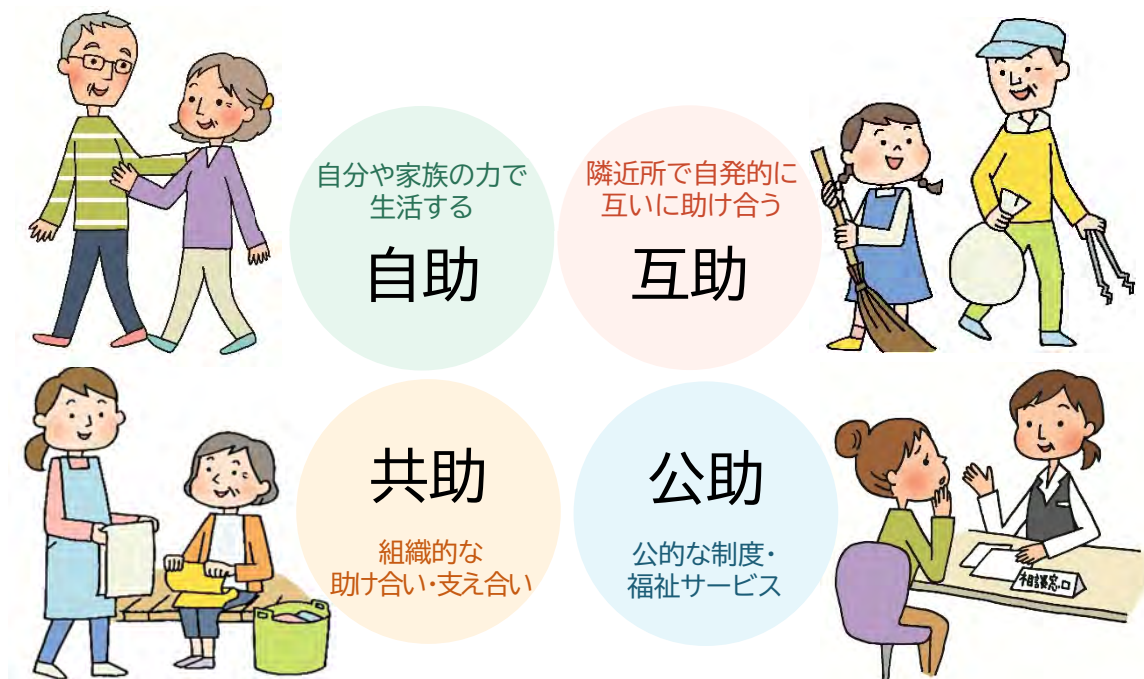 自分や家族の力で
生活する
自助
隣近所で自発的に
互いに助け合う
互助
共助
組織的な
助け合い・支え合い
公助
公的な制度・
福祉サービス
相談窓口